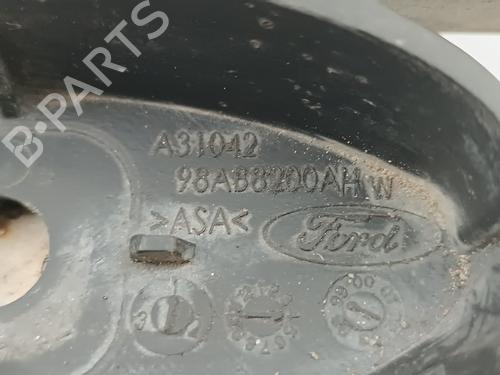 B-PARTS
A31042
98AB8200AH W
>ASA<
Ford